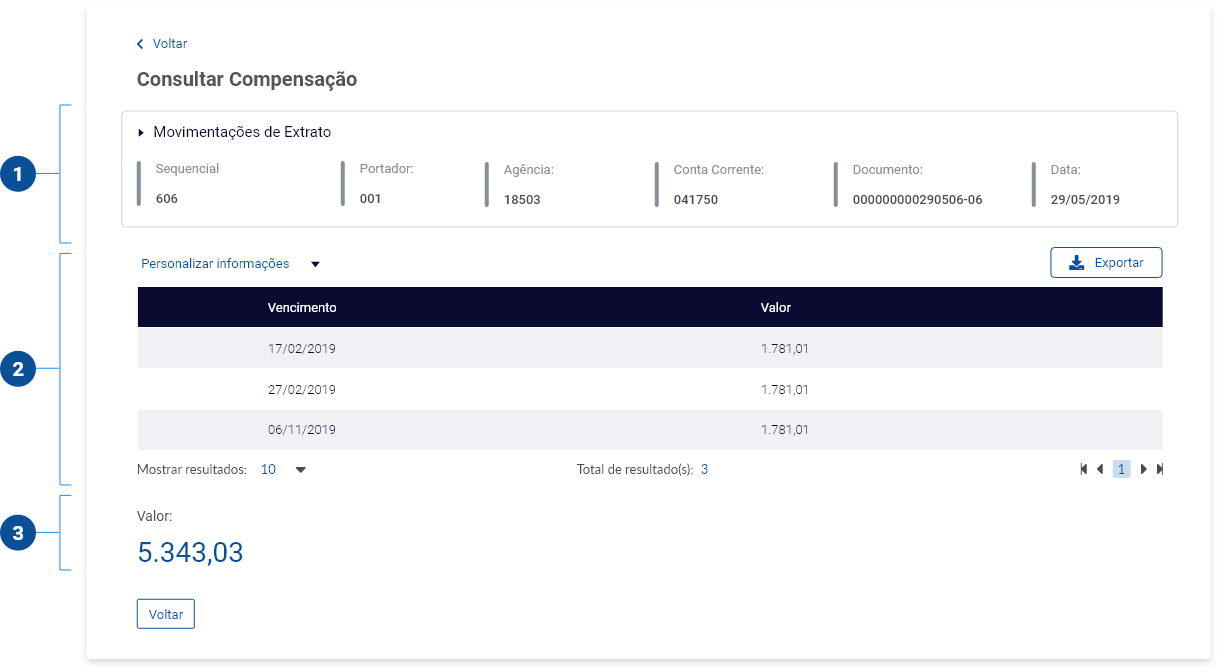 Voltar
Consultar Compensação
1
Movimentações de Extrato
Sequencial Portador: Agência: Conta Corrente: Documento: Data:
606 001 18503 041750 000000000290506-06 29/05/2019
Personalizar informações Exportar
Vencimento Valor
17/02/2019 1.781,01
2
27/02/2019 1.781,01
06/11/2019 1.781,01
Mostrar resultados: 10 Total de resultado(s): 3 1
Valor:
3
5.343,03
Voltar